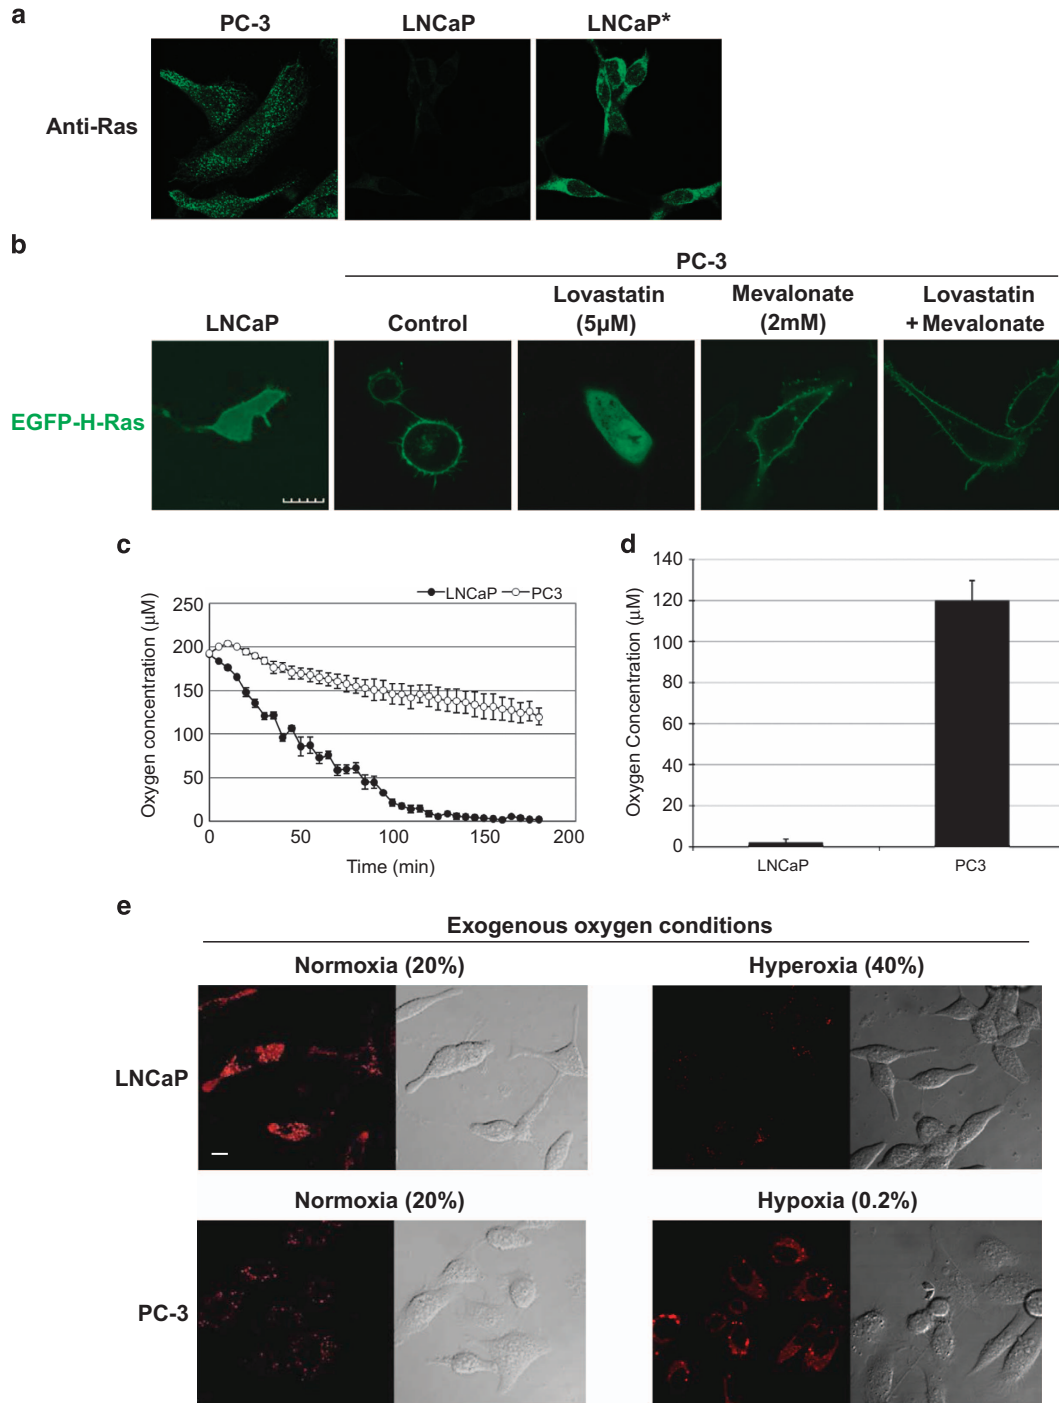 a
PC-3 LNCaP LNCaP*
Anti-Ras
b
PC-3
LNCaP Control Lovastatin (5µM) Mevalonate (2mM) Lovastatin + Mevalonate
EGFP-H-Ras
c
LNCaP PC3
Oxygen concentration (µM)
250
200
150
100
50
0
0 50 100 150 200
Time (min)
d
Oxygen Concentration (µM)
140
120
100
80
60
40
20
0
LNCaP PC3
e
Exogenous oxygen conditions
Normoxia (20%) Hyperoxia (40%)
LNCaP
Normoxia (20%) Hypoxia (0.2%)
PC-3